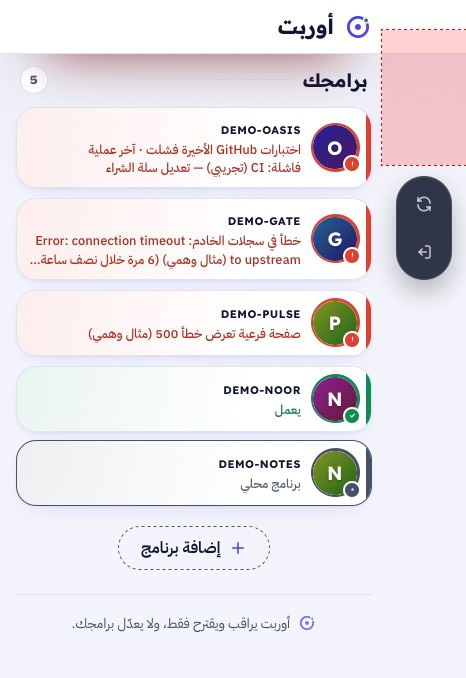 أوربت
برامجك
5
DEMO-OASIS
اختبارات GitHub الأخيرة فشلت · آخر عملية
فاشلة: CI (تجريبي) — تعديل سلة الشراء
O
DEMO-GATE
خطأ في سجلات الخادم: Error: connection timeout
to upstream (مثال وهمي) (6 مرة خلال نصف ساعة...
G
DEMO-PULSE
صفحة فرعية تعرض خطأ 500 (مثال وهمي)
P
DEMO-NOOR
يعمل
N
DEMO-NOTES
برنامج محلي
N
+ إضافة برنامج
أوربت يراقب ويقترح فقط، ولا يعدّل برامجك.